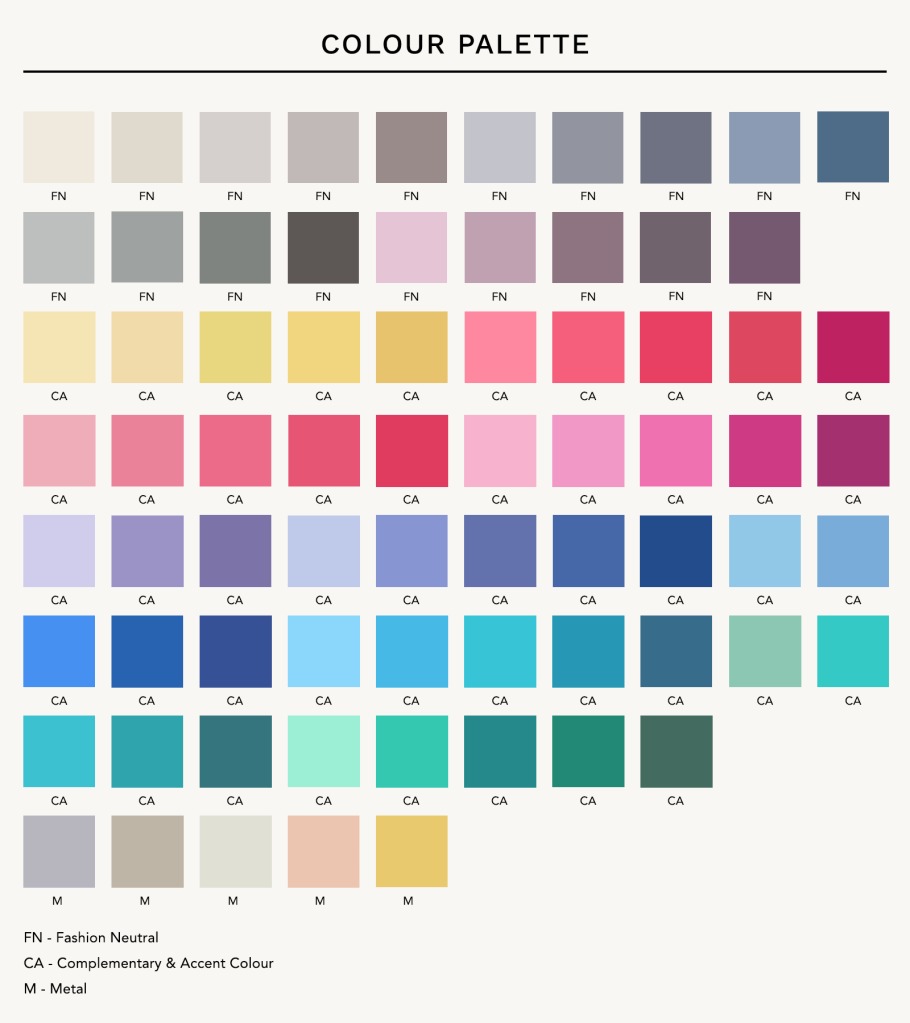 COLOUR PALETTE
FN FN FN FN FN FN FN FN FN FN
FN FN FN FN FN FN FN FN FN
CA CA CA CA CA CA CA CA CA CA
CA CA CA CA CA CA CA CA CA CA
CA CA CA CA CA CA CA CA CA CA
CA CA CA CA CA CA CA CA CA CA
CA CA CA CA CA CA CA CA
M M M M M
FN - Fashion Neutral
CA - Complementary & Accent Colour
M - Metal